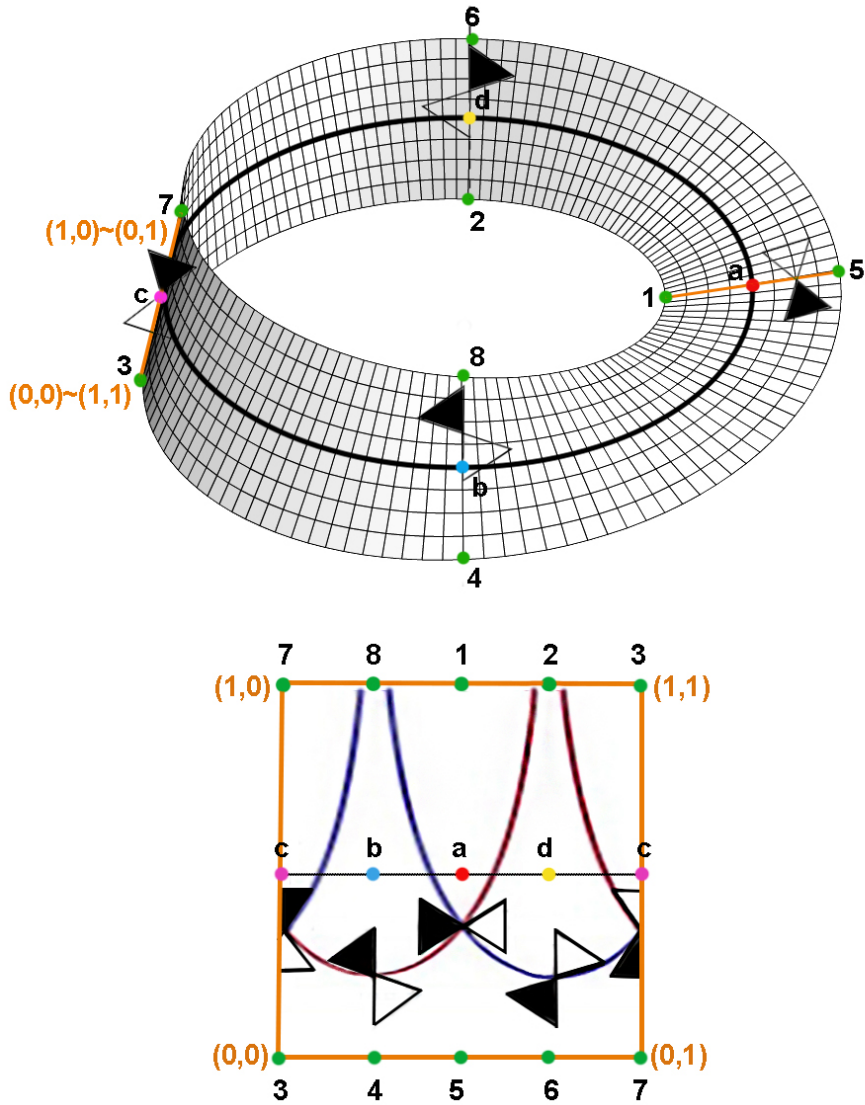 6
d
7
(1,0)~(0,1)
2
5
a
1
c
3
8
(0,0)~(1,1)
b
4
7 8 1 2 3
(1,0) (1,1)
c b a d c
(0,0) (0,1)
3 4 5 6 7